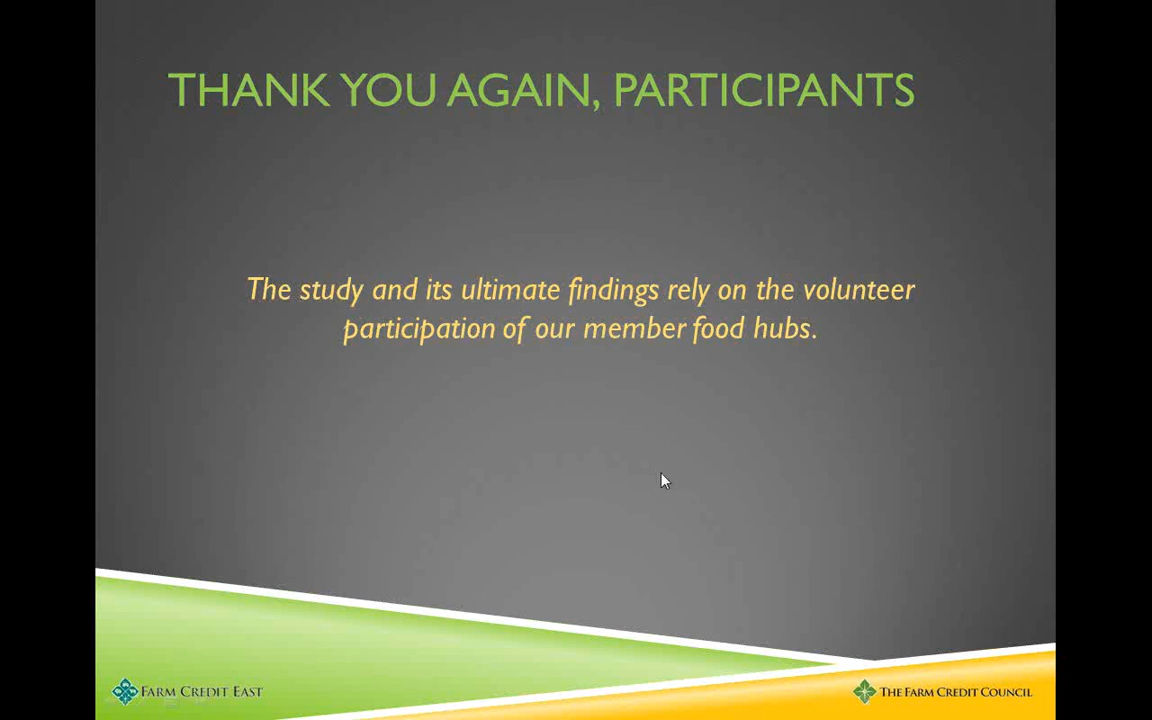 THANK YOU AGAIN, PARTICIPANTS
The study and its ultimate findings rely on the volunteer
participation of our member food hubs.
FARM CREDIT EAST
THE FARM CREDIT COUNCIL